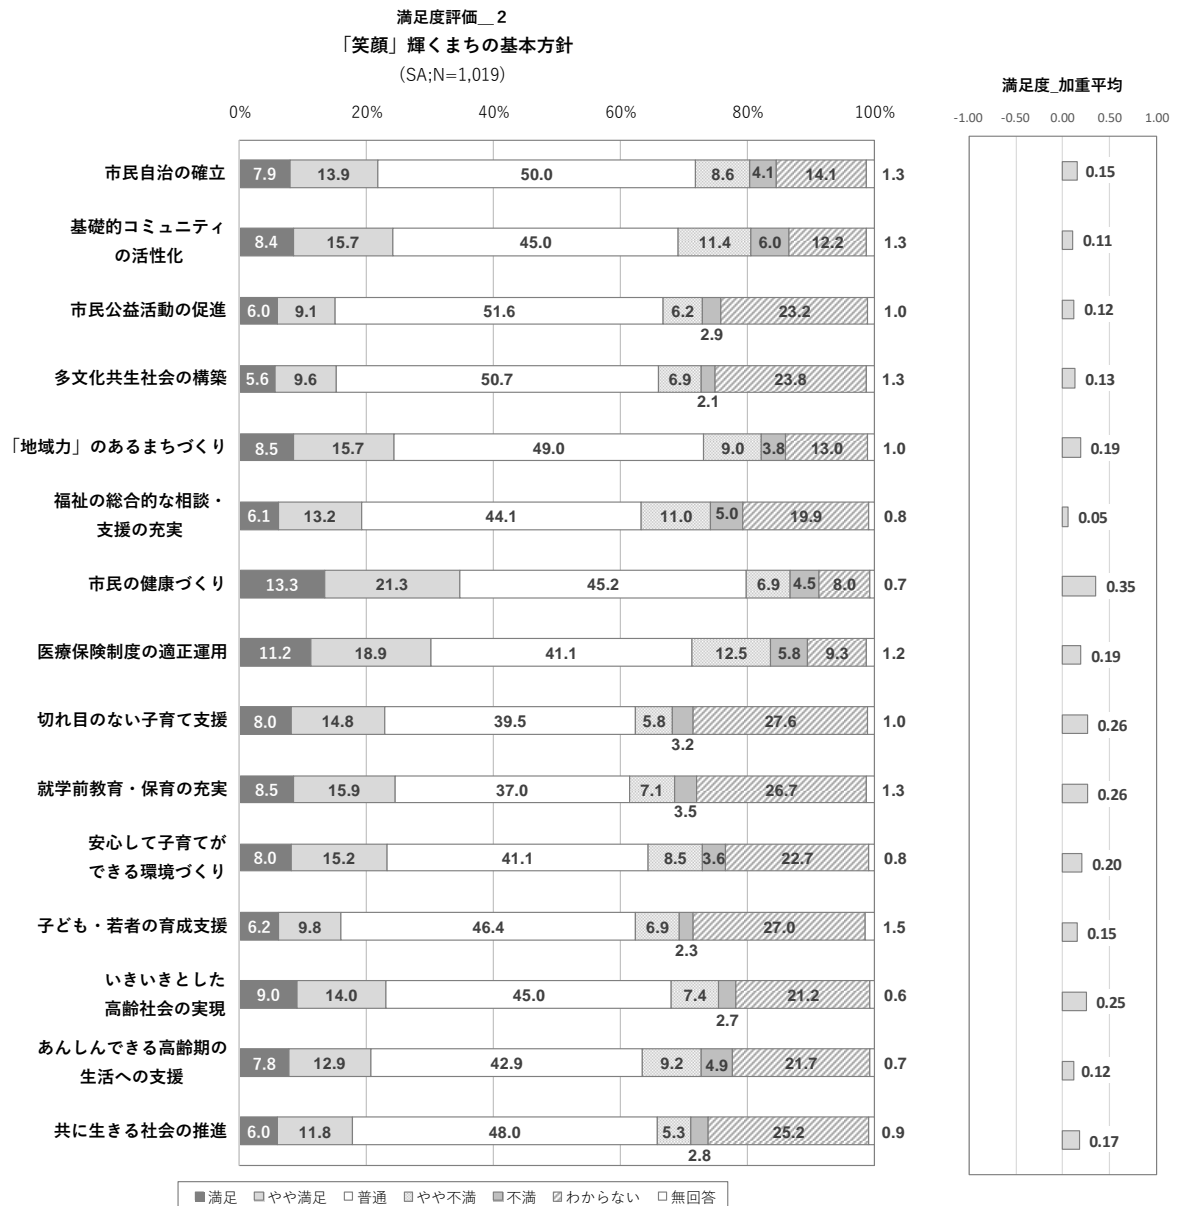 満足度評価＿2
「笑顔」輝くまちの基本方針
(SA;N=1,019)
満足度_加重平均
0% 20% 40% 60% 80% 100%
-1.00 -0.50 0.00 0.50 1.00
市民自治の確立 7.9 13.9 50.0 8.6 4.1 14.1 1.3 0.15
基礎的コミュニティ
の活性化 8.4 15.7 45.0 11.4 6.0 12.2 1.3 0.11
市民公益活動の促進 6.0 9.1 51.6 6.2 23.2 1.0 0.12
2.9
多文化共生社会の構築 5.6 9.6 50.7 6.9 23.8 1.3 0.13
2.1
「地域力」のあるまちづくり 8.5 15.7 49.0 9.0 3.8 13.0 1.0 0.19
福祉の総合的な相談・
支援の充実 6.1 13.2 44.1 11.0 5.0 19.9 0.8 0.05
市民の健康づくり 13.3 21.3 45.2 6.9 4.5 8.0 0.7 0.35
医療保険制度の適正運用 11.2 18.9 41.1 12.5 5.8 9.3 1.2 0.19
切れ目のない子育て支援 8.0 14.8 39.5 5.8 27.6 1.0 0.26
3.2
就学前教育・保育の充実 8.5 15.9 37.0 7.1 26.7 1.3 0.26
3.5
安心して子育てが
できる環境づくり 8.0 15.2 41.1 8.5 3.6 22.7 0.8 0.20
子ども・若者の育成支援 6.2 9.8 46.4 6.9 27.0 1.5 0.15
2.3
いきいきとした
高齢社会の実現 9.0 14.0 45.0 7.4 21.2 0.6 0.25
2.7
あんしんできる高齢期の
生活への支援 7.8 12.9 42.9 9.2 4.9 21.7 0.7 0.12
共に生きる社会の推進 6.0 11.8 48.0 5.3 25.2 0.9 0.17
2.8
満足 やや満足 普通 やや不満 不満 わからない 無回答